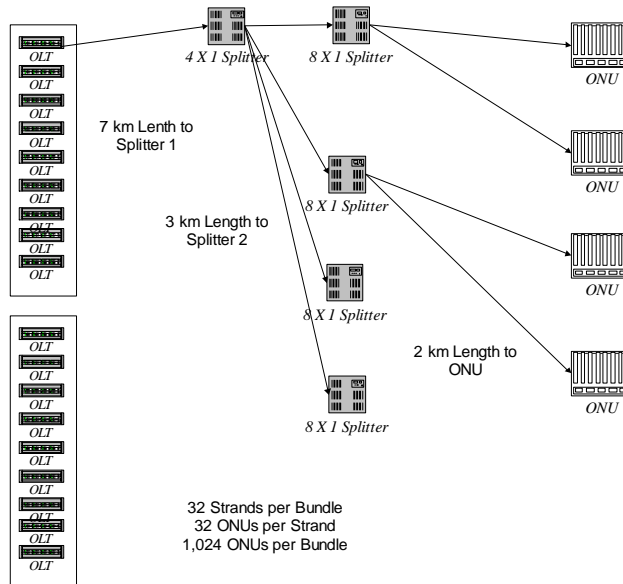 OLT
4 X 1 Splitter
8 X 1 Splitter
ONU
OLT
OLT
7 km Lenth to
Splitter 1
OLT
OLT
ONU
OLT
8 X 1 Splitter
OLT
3 km Length to
Splitter 2
OLT
OLT
ONU
8 X 1 Splitter
OLT
2 km Length to
ONU
OLT
ONU
OLT
8 X 1 Splitter
OLT
OLT
OLT
OLT
32 Strands per Bundle
OLT
32 ONUs per Strand
OLT
1,024 ONUs per Bundle
OLT